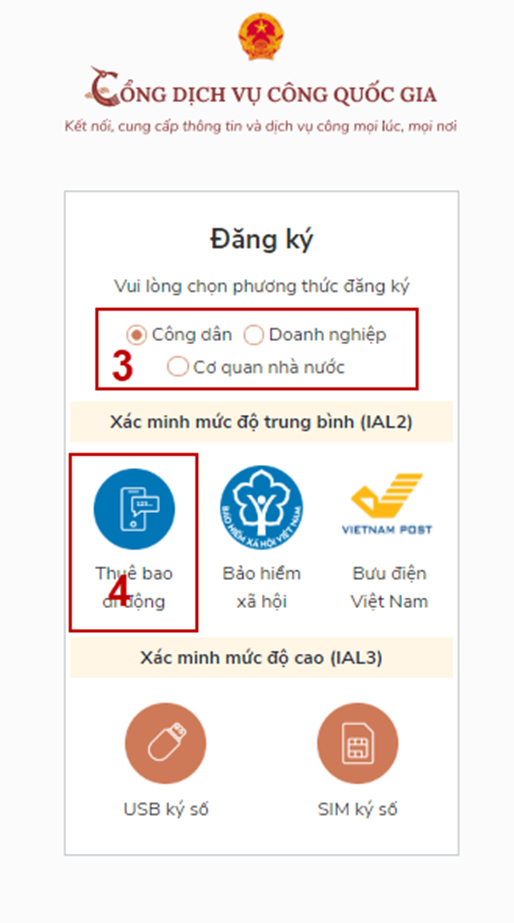 CỔNG DỊCH VỤ CÔNG QUỐC GIA
Kết nối, cung cấp thông tin và dịch vụ công mọi lúc, mọi nơi
Đăng ký
Vui lòng chọn phương thức đăng ký
Công dân Doanh nghiệp
3 Cơ quan nhà nước
Xác minh mức độ trung bình (IAL2)
123...
BẢO HIỂM XÃ HỘI VIỆT NAM
VIETNAM POST
Thuê bao Bảo hiểm Bưu điện
4
di động xã hội Việt Nam
Xác minh mức độ cao (IAL3)
USB ký số SIM ký số